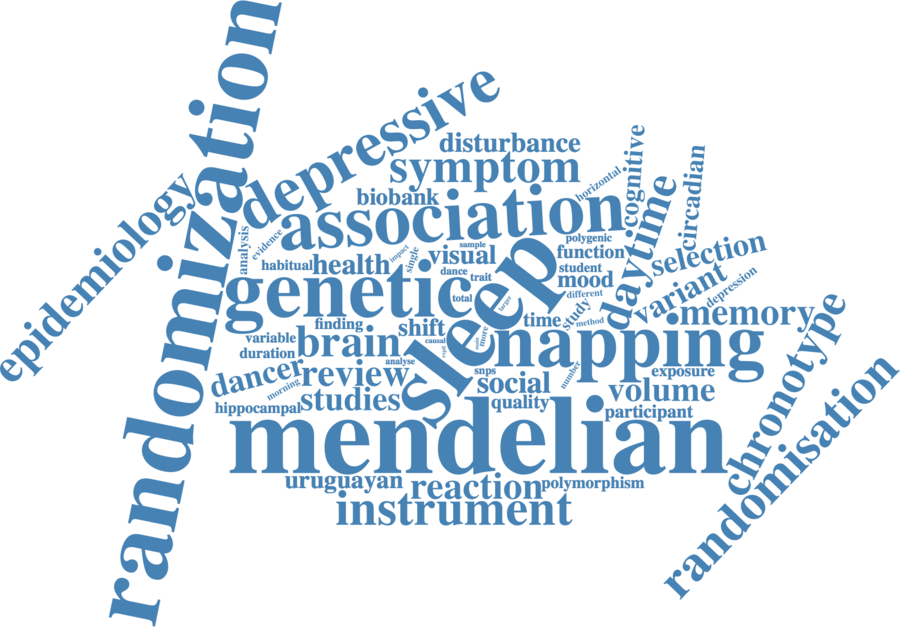 randomization
epidemiology
depressive
disturbance
symptom
biobank
association
horizontal
cognitive
circadian
daytime
polygenic
function
selection
analysis
evidence
impact
single
sample
visual
habitual
health
dance
trait
student
mood
different
variant
depression
genetic
total
larger
sleep
study
method
memory
time
finding
shift
variable
brain
causal
more
napping
chronotype
duration
analyse
dancer
review
morning
snps
social
number
exposure
volume
hippocampal
studies
quality
participant
mendelian
randomisation
uruguayan
reaction
polymorphism
instrument